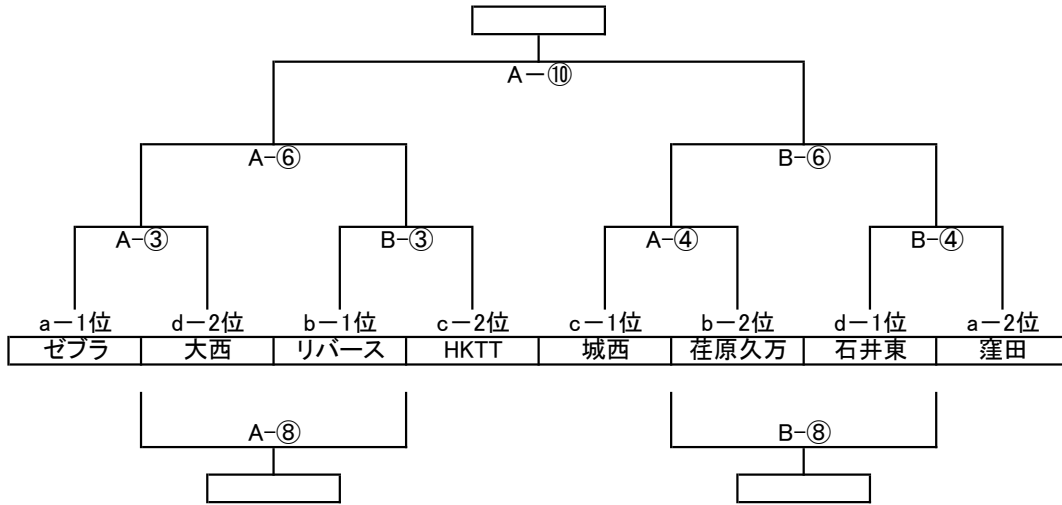 A－⑩
A-⑥ B-⑥
A-③ B-③ A-④ B-④
a－1位 d－2位 b－1位 c－2位 c－1位 b－2位 d－1位 a－2位
ゼブラ 大西 リバース HKTT 城西 荏原久万 石井東 窪田
A-⑧ B-⑧